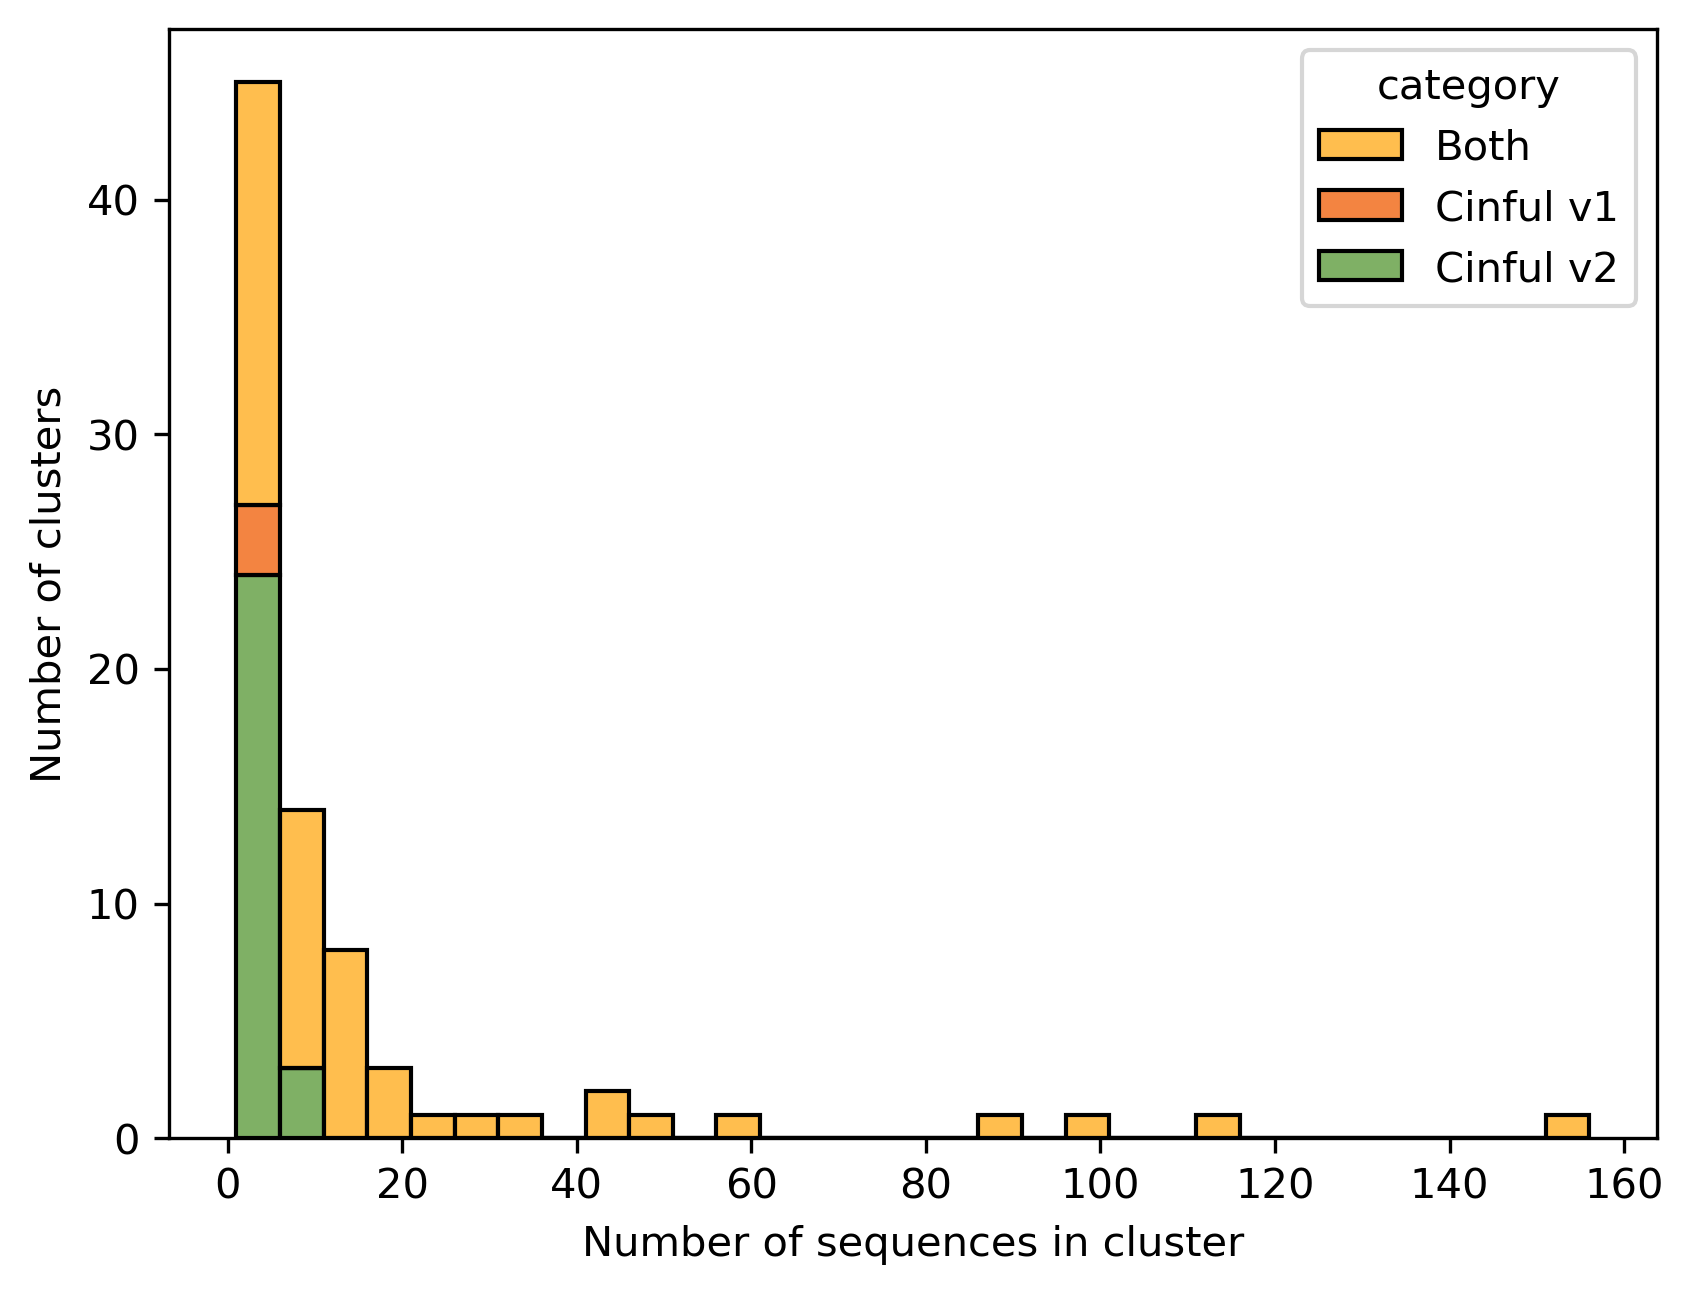 category
Both
Cinful v1
Cinful v2
Number of clusters
40
30
20
10
0
0 20 40 60 80 100 120 140 160
Number of sequences in cluster